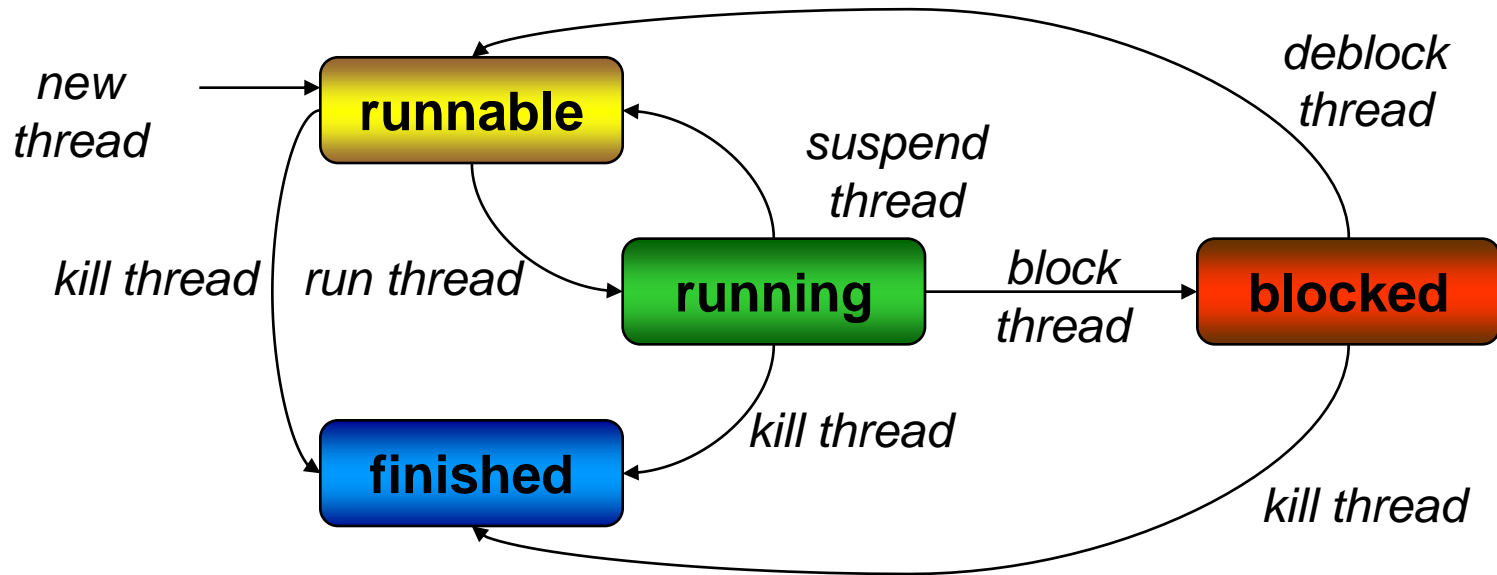 new
thread
runnable
deblock
thread
suspend
thread
kill thread
run thread
running
block
thread
blocked
finished
kill thread
kill thread